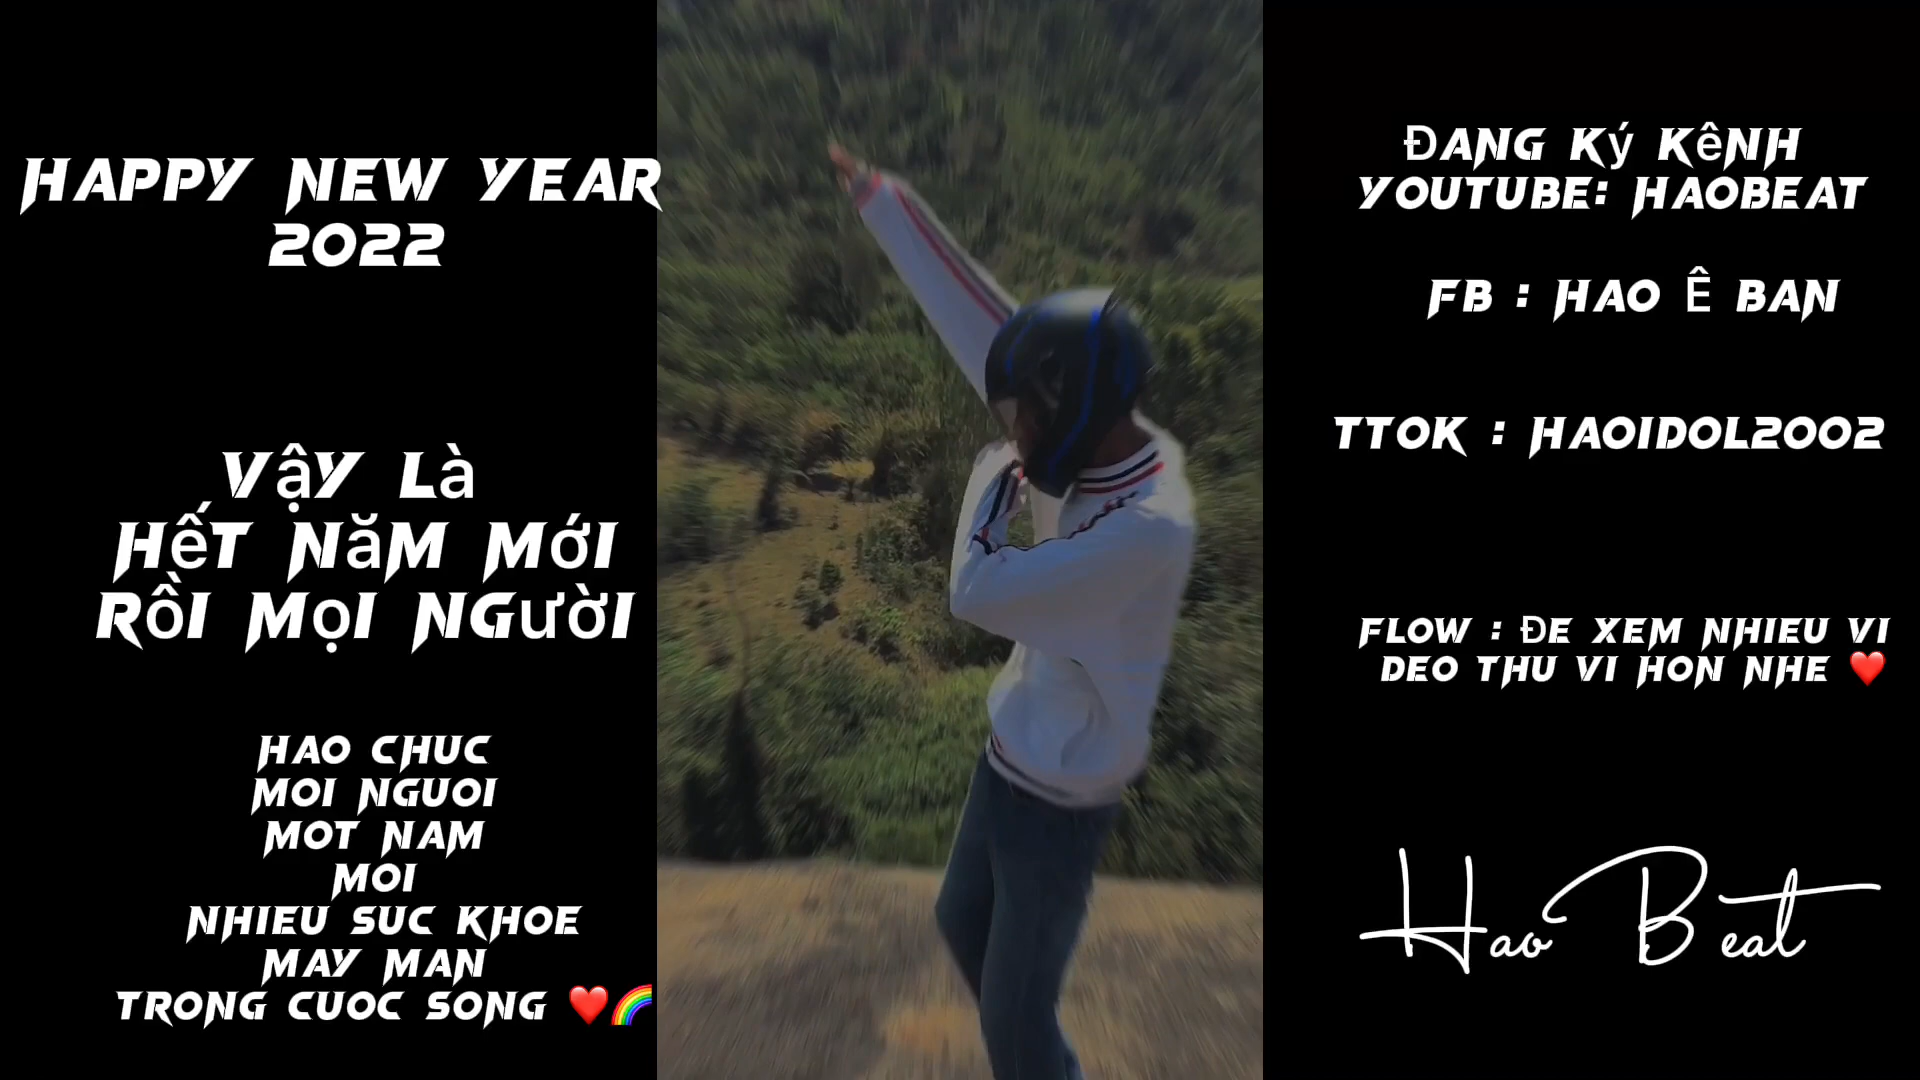 HAPPY NEW YEAR
2022
VậY Là
HếT NăM MớI
RồI MọI NGườI
HAO CHUC
MOI NGUOI
MOT NAM
MOI
NHIEU SUC KHOE
MAY MAN
TRONG CUOC SONG ❤️🌈
ĐANG Ký KêNH
YOUTUBE: HAOBEAT
FB : HAO Ê BAN
TTOK : HAOIDOL2002
FLOW : ĐE XEM NHIEU VI
DEO THU VI HON NHE ❤️
Hao Beat